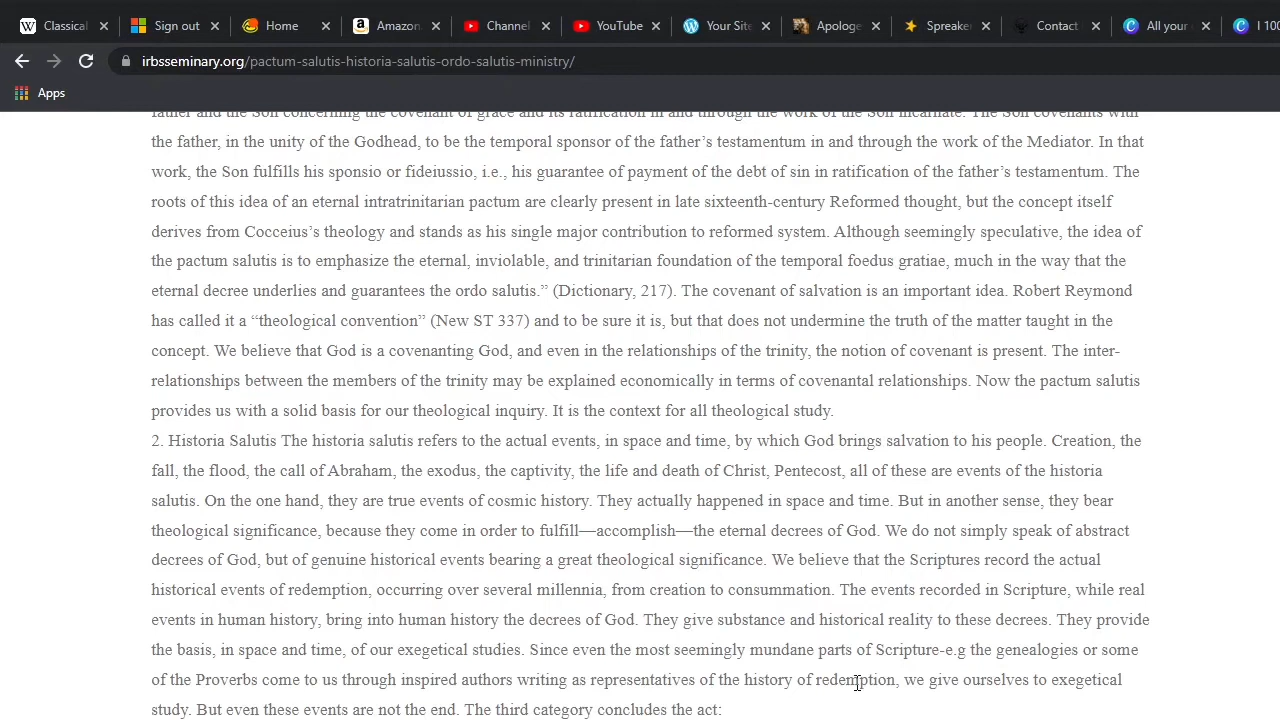 Classical
Sign out
Home
Amazon
Channel
YouTube
Your Site
Apologe
Spreaker
Contact
All your
I 100
irbsseminary.org/pactum-salutis-historia-salutis-ordo-salutis-ministry/
Apps
father and the Son concerning the covenant of grace and its ratification in and through the work of the Son incarnate. The Son covenants with
the father, in the unity of the Godhead, to be the temporal sponsor of the father’s testamentum in and through the work of the Mediator. In that
work, the Son fulfills his sponsio or fideiussio, i.e., his guarantee of payment of the debt of sin in ratification of the father’s testamentum. The
roots of this idea of an eternal intratrinitarian pactum are clearly present in late sixteenth-century Reformed thought, but the concept itself
derives from Cocceius’s theology and stands as his single major contribution to reformed system. Although seemingly speculative, the idea of
the pactum salutis is to emphasize the eternal, inviolable, and trinitarian foundation of the temporal foedus gratiae, much in the way that the
eternal decree underlies and guarantees the ordo salutis.” (Dictionary, 217). The covenant of salvation is an important idea. Robert Reymond
has called it a “theological convention” (New ST 337) and to be sure it is, but that does not undermine the truth of the matter taught in the
concept. We believe that God is a covenanting God, and even in the relationships of the trinity, the notion of covenant is present. The inter-
relationships between the members of the trinity may be explained economically in terms of covenantal relationships. Now the pactum salutis
provides us with a solid basis for our theological inquiry. It is the context for all theological study.
2. Historia Salutis The historia salutis refers to the actual events, in space and time, by which God brings salvation to his people. Creation, the
fall, the flood, the call of Abraham, the exodus, the captivity, the life and death of Christ, Pentecost, all of these are events of the historia
salutis. On the one hand, they are true events of cosmic history. They actually happened in space and time. But in another sense, they bear
theological significance, because they come in order to fulfill—accomplish—the eternal decrees of God. We do not simply speak of abstract
decrees of God, but of genuine historical events bearing a great theological significance. We believe that the Scriptures record the actual
historical events of redemption, occurring over several millennia, from creation to consummation. The events recorded in Scripture, while real
events in human history, bring into human history the decrees of God. They give substance and historical reality to these decrees. They provide
the basis, in space and time, of our exegetical studies. Since even the most seemingly mundane parts of Scripture-e.g the genealogies or some
of the Proverbs come to us through inspired authors writing as representatives of the history of redemption, we give ourselves to exegetical
study. But even these events are not the end. The third category concludes the act: